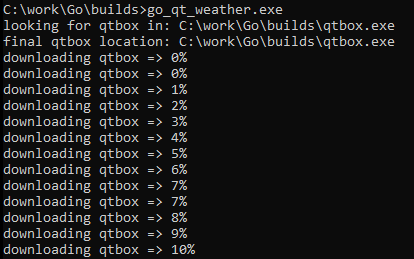 C:\work\Go\builds>go_qt_weather.exe
looking for qtbox in: C:\work\Go\builds\qtbox.exe
final qtbox location: C:\work\Go\builds\qtbox.exe
downloading qtbox => 0%
downloading qtbox => 0%
downloading qtbox => 1%
downloading qtbox => 2%
downloading qtbox => 3%
downloading qtbox => 4%
downloading qtbox => 5%
downloading qtbox => 6%
downloading qtbox => 7%
downloading qtbox => 7%
downloading qtbox => 8%
downloading qtbox => 9%
downloading qtbox => 10%